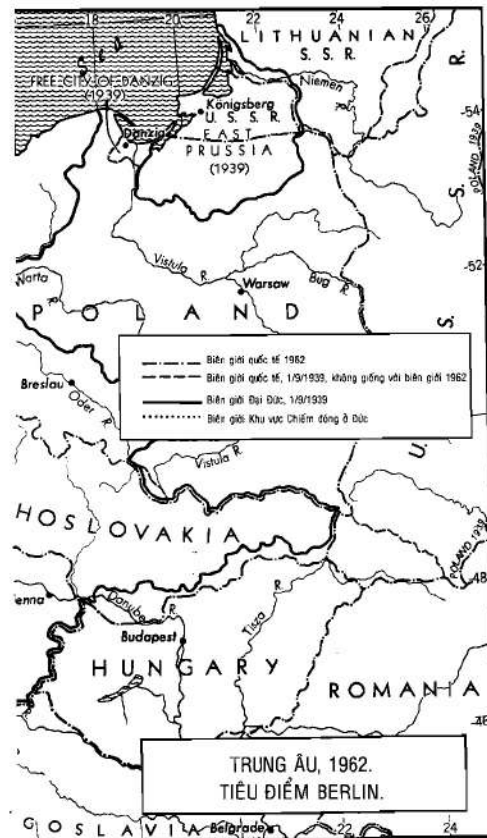 18 20 22 24 26
SEA
LITHUANIAN
S. S. R.
FREE CITY OF DANZIG
(1939)
Niemen
R.
Königsberg
U. S. S. R.
Danzig
EAST
PRUSSIA
(1939)
54
R.
POLAND 1939
S.
52
Vistula R.
Bug R.
Warta
R.
Warsaw
POLAND
S.
Biên giới quốc tế 1962
Biên giới quốc tế, 1/9/1939, không giống với biên giới 1962
Biên giới Đại Đức, 1/9/1939
Biên giới Khu vực Chiếm đóng ở Đức
Breslau
Oder R.
U.
Vistula R.
HOSLOVAKIA
POLAND 1939
48
enna
Danube R.
Tisza R.
Budapest
HUNGARY
ROMANIA
46
TRUNG ÂU, 1962.
TIÊU ĐIỂM BERLIN.
GOSLAVIA
Belgrade
22 24